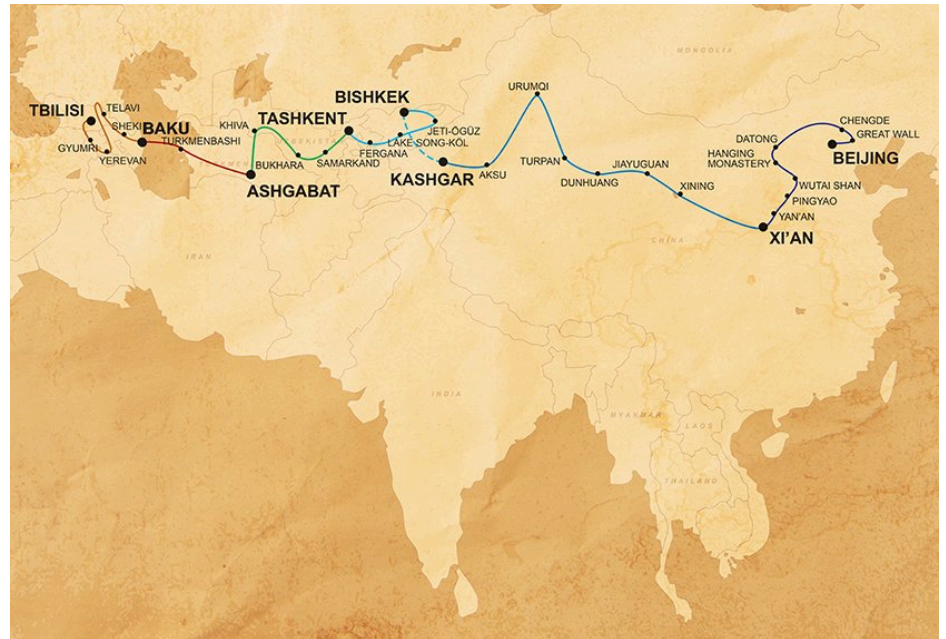 MONGOLIA
URUMQI
TBILISI
TELAVI
SHEKI
BAKU
GYUMRI
YEREVAN
TURKMENBASHI
KHIVA
TASHKENT
BISHKEK
UZBEKISTAN
BUKHARA
SAMARKAND
ASHGABAT
FERGANA
LAKE SONG-KÖL
JETI-ÖGÜZ
KASHGAR
AKSU
TURPAN
DUNHUANG
JIAYUGUAN
XINING
CHENGDE
GREAT WALL
BEIJING
DATONG
HANGING
MONASTERY
WUTAI SHAN
PINGYAO
YAN'AN
XI'AN
CHINA
IRAN
INDIA
MYANMAR
LAOS
THAILAND